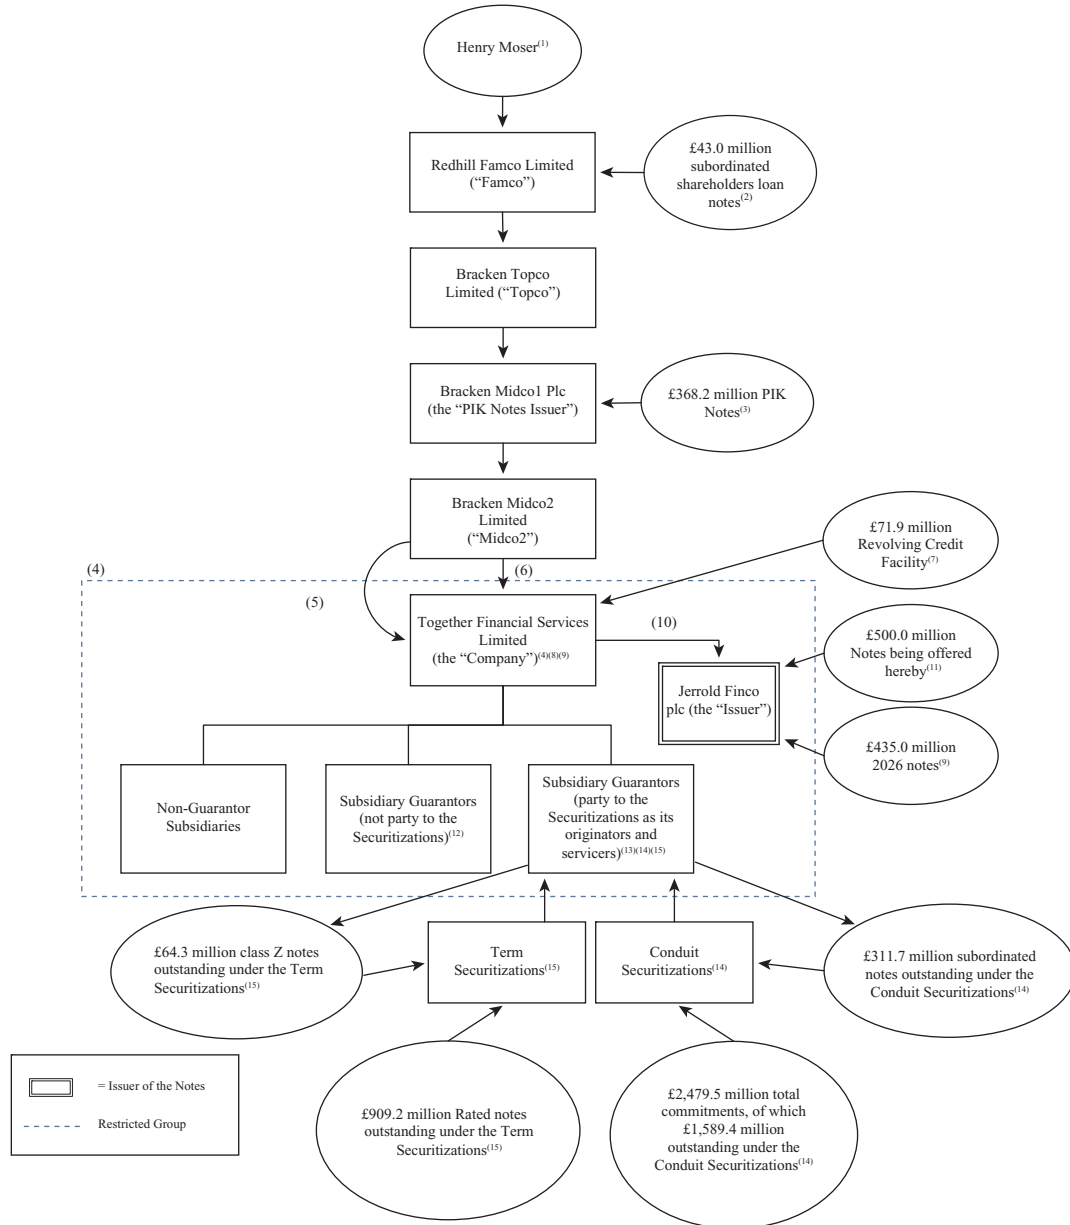 Henry Moser(1)
Redhill Famco Limited
(“Famco”)
£43.0 million
subordinated
shareholders loan
notes(2)
Bracken Topco
Limited (“Topco”)
Bracken Midco1 Plc
(the “PIK Notes Issuer”)
£368.2 million PIK
Notes(3)
Bracken Midco2
Limited
(“Midco2”)
£71.9 million
Revolving Credit
Facility(7)
(4)
(6)
(5)
Together Financial Services
Limited
(the “Company”)(4)(8)(9)
(10)
£500.0 million
Notes being offered
hereby(11)
Jerrold Finco
plc (the “Issuer”)
£435.0 million
2026 notes(9)
Non-Guarantor
Subsidiaries
Subsidiary Guarantors
(not party to the
Securitizations)(12)
Subsidiary Guarantors
(party to the
Securitizations as its
originators and
servicers)(13)(14)(15)
£64.3 million class Z notes
outstanding under the Term
Securitizations(15)
Term
Securitizations(15)
Conduit
Securitizations(14)
£311.7 million subordinated
notes outstanding under the
Conduit Securitizations(14)
= Issuer of the Notes
Restricted Group
£909.2 million Rated notes
outstanding under the Term
Securitizations(15)
£2,479.5 million total
commitments, of which
£1,589.4 million
outstanding under the
Conduit Securitizations(14)